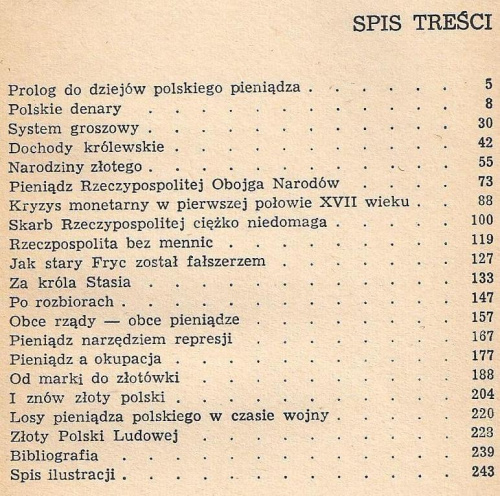 SPIS TREŚCI
Prolog do dziejów polskiego pieniądza . . . . . . . 5
Polskie denary . . . . . . . . . . . . 8
System groszowy . . . . . . . . . . . . 30
Dochody królewskie . . . . . . . . . . . 42
Narodziny złotego . . . . . . . . . . . . 55
Pieniądz Rzeczypospolitej Obojga Narodów . . . . . 73
Kryzys monetarny w pierwszej połowie XVII wieku . . 88
Skarb Rzeczypospolitej ciężko niedomaga . . . . . . 100
Rzeczpospolita bez mennic . . . . . . . . . 119
Jak stary Fryc został fałszerzem . . . . . . . 127
Za króla Stasia . . . . . . . . . . . . 133
Po rozbiorach . . . . . . . . . . . . . 147
Obce rządy — obce pieniądze . . . . . . . . 157
Pieniądz narzędziem represji . . . . . . . . 167
Pieniądz a okupacja . . . . . . . . . . . 177
Od marki do złotówki . . . . . . . . . . 188
I znów złoty polski . . . . . . . . . . . 204
Losy pieniądza polskiego w czasie wojny . . . . . 220
Złoty Polski Ludowej . . . . . . . . . . 223
Bibliografia . . . . . . . . . . . . . 239
Spis ilustracji . . . . . . . . . . . . . 243